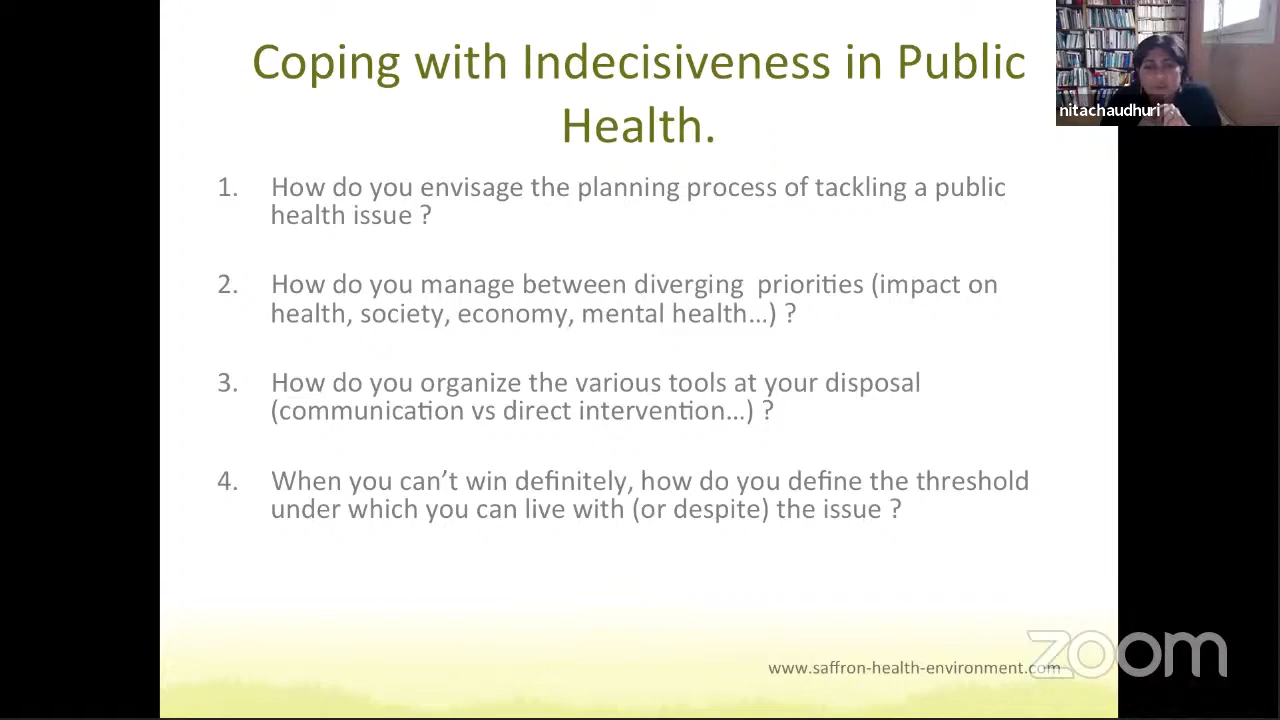 Coping with Indecisiveness in Public
Health.
nitachaudhuri
1. How do you envisage the planning process of tackling a public
health issue ?
2. How do you manage between diverging  priorities (impact on
health, society, economy, mental health…) ?
3. How do you organize the various tools at your disposal
(communication vs direct intervention…) ?
4. When you can’t win definitely, how do you define the threshold
under which you can live with (or despite) the issue ?
www.saffron-health-environment.com
zoom